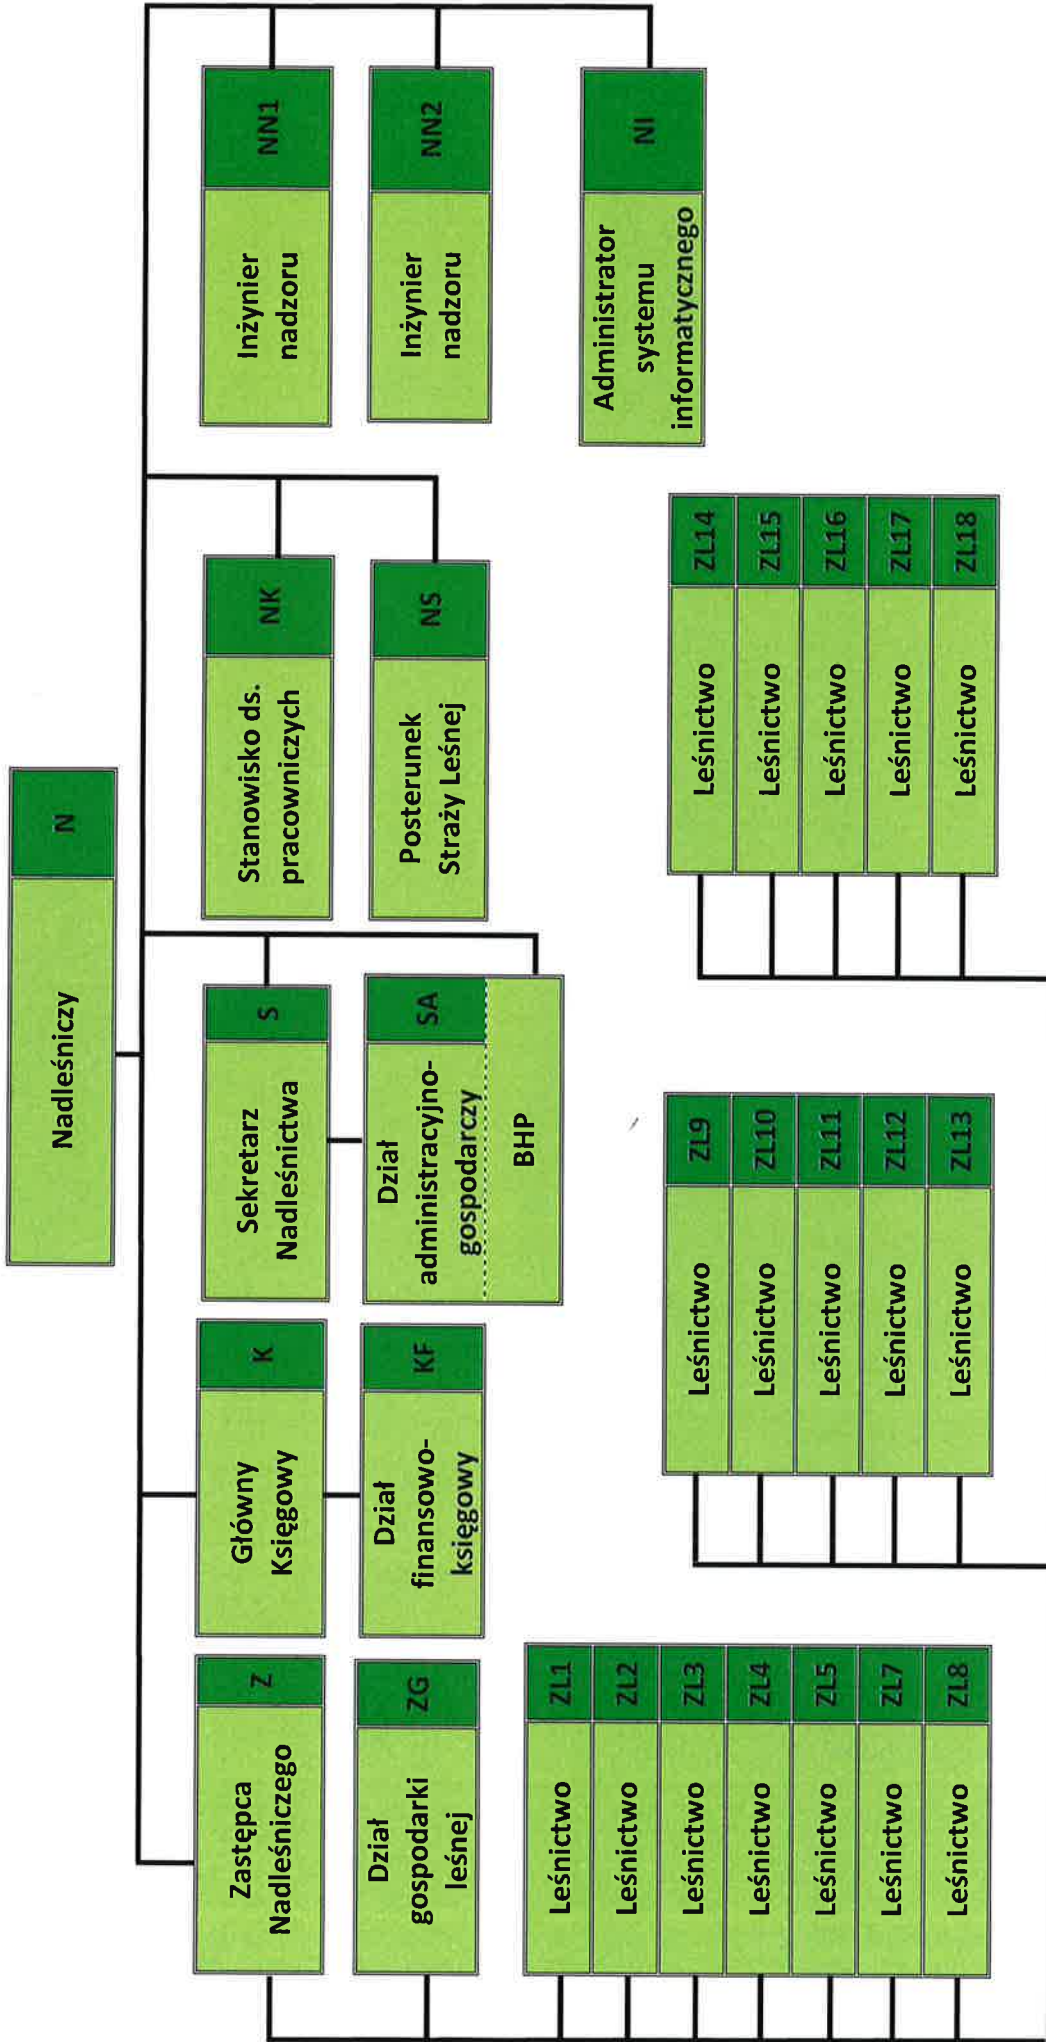 Nadleśniczy
N
Zastępca
Nadleśniczego
Z
Główny
Księgowy
K
Sekretarz
Nadleśnictwa
S
Stanowisko ds.
pracowniczych
NK
Inżynier
nadzoru
NN1
Dział
gospodarki
leśnej
ZG
Dział
finansowo-
księgowy
KF
Dział
administracyjno-
gospodarczy
SA
BHP
Posterunek
Straży Leśnej
NS
Inżynier
nadzoru
NN2
Administrator
systemu
informatycznego
NI
Leśnictwo ZL1
Leśnictwo ZL2
Leśnictwo ZL3
Leśnictwo ZL4
Leśnictwo ZL5
Leśnictwo ZL7
Leśnictwo ZL8
Leśnictwo ZL9
Leśnictwo ZL10
Leśnictwo ZL11
Leśnictwo ZL12
Leśnictwo ZL13
Leśnictwo ZL14
Leśnictwo ZL15
Leśnictwo ZL16
Leśnictwo ZL17
Leśnictwo ZL18